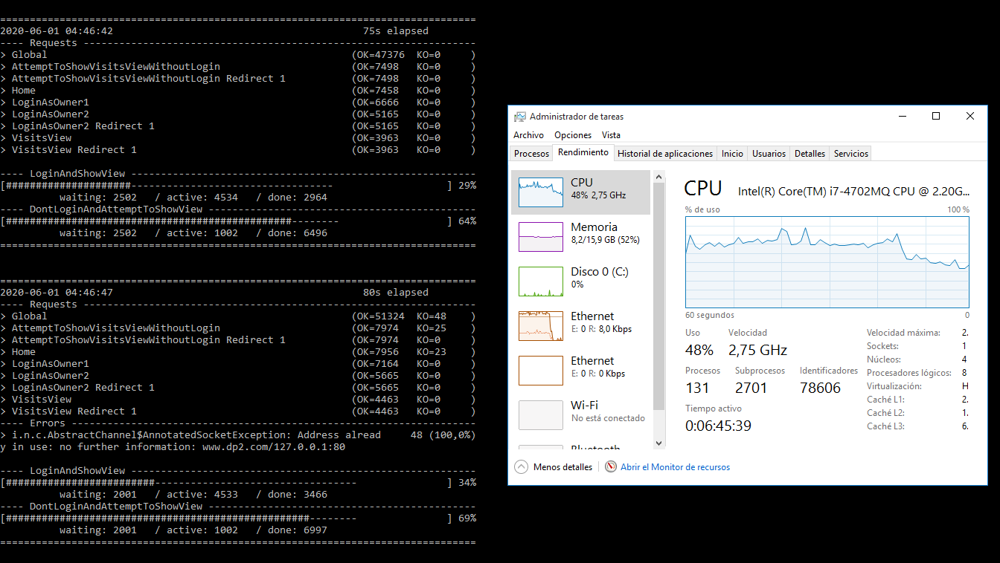 ================================================================================
2020-06-01 04:46:42                                          75s elapsed
---- Requests ------------------------------------------------------------------
> Global                                                   (OK=47376  KO=0     )
> AttemptToShowVisitsViewWithoutLogin                      (OK=7498   KO=0     )
> AttemptToShowVisitsViewWithoutLogin Redirect 1           (OK=7498   KO=0     )
> Home                                                     (OK=7458   KO=0     )
> LoginAsOwner1                                            (OK=6666   KO=0     )
> LoginAsOwner2                                            (OK=5165   KO=0     )
> LoginAsOwner2 Redirect 1                                 (OK=5165   KO=0     )
> VisitsView                                               (OK=3963   KO=0     )
> VisitsView Redirect 1                                    (OK=3963   KO=0     )
---- LoginAndShowView ----------------------------------------------------------
[#####################--------------------------------                     ] 29%
          waiting: 2502   / active: 4534   / done: 2964
---- DontLoginAndAttemptToShowView ---------------------------------------------
[################################################--------                  ] 64%
          waiting: 2502   / active: 1002   / done: 6496
================================================================================
================================================================================
2020-06-01 04:46:47                                          80s elapsed
---- Requests ------------------------------------------------------------------
> Global                                                   (OK=51324  KO=48    )
> AttemptToShowVisitsViewWithoutLogin                      (OK=7974   KO=25    )
> AttemptToShowVisitsViewWithoutLogin Redirect 1           (OK=7974   KO=0     )
> Home                                                     (OK=7956   KO=23    )
> LoginAsOwner1                                            (OK=7164   KO=0     )
> LoginAsOwner2                                            (OK=5665   KO=0     )
> LoginAsOwner2 Redirect 1                                 (OK=5665   KO=0     )
> VisitsView                                               (OK=4463   KO=0     )
> VisitsView Redirect 1                                    (OK=4463   KO=0     )
---- Errors --------------------------------------------------------------------
> i.n.c.AbstractChannel$AnnotatedSocketException: Address alread     48 (100,0%)
y in use: no further information: www.dp2.com/127.0.0.1:80
---- LoginAndShowView ----------------------------------------------------------
[#########################----------------------------------               ] 34%
          waiting: 2001   / active: 4533   / done: 3466
---- DontLoginAndAttemptToShowView ---------------------------------------------
[###################################################--------               ] 69%
          waiting: 2001   / active: 1002   / done: 6997
================================================================================
Administrador de tareas
Archivo Opciones Vista
Procesos Rendimiento Historial de aplicaciones Inicio Usuarios Detalles Servicios
CPU
48% 2,75 GHz
Memoria
8,2/15,9 GB (52%)
Disco 0 (C:)
0%
Ethernet
E: 0 R: 8,0 Kbps
Ethernet
E: 0 R: 0 Kbps
Wi-Fi
No está conectado
Bluetooth
CPU Intel(R) Core(TM) i7-4702MQ CPU @ 2.20G...
% de uso 100 %
60 segundos 0
Uso Velocidad
48% 2,75 GHz
Procesos Subprocesos Identificadores
131 2701 78606
Tiempo activo
0:06:45:39
Velocidad máxima: 2.
Sockets: 1
Núcleos: 4
Procesadores lógicos: 8
Virtualización: H
Caché L1: 2.
Caché L2: 1.
Caché L3: 6.
Menos detalles Abrir el Monitor de recursos